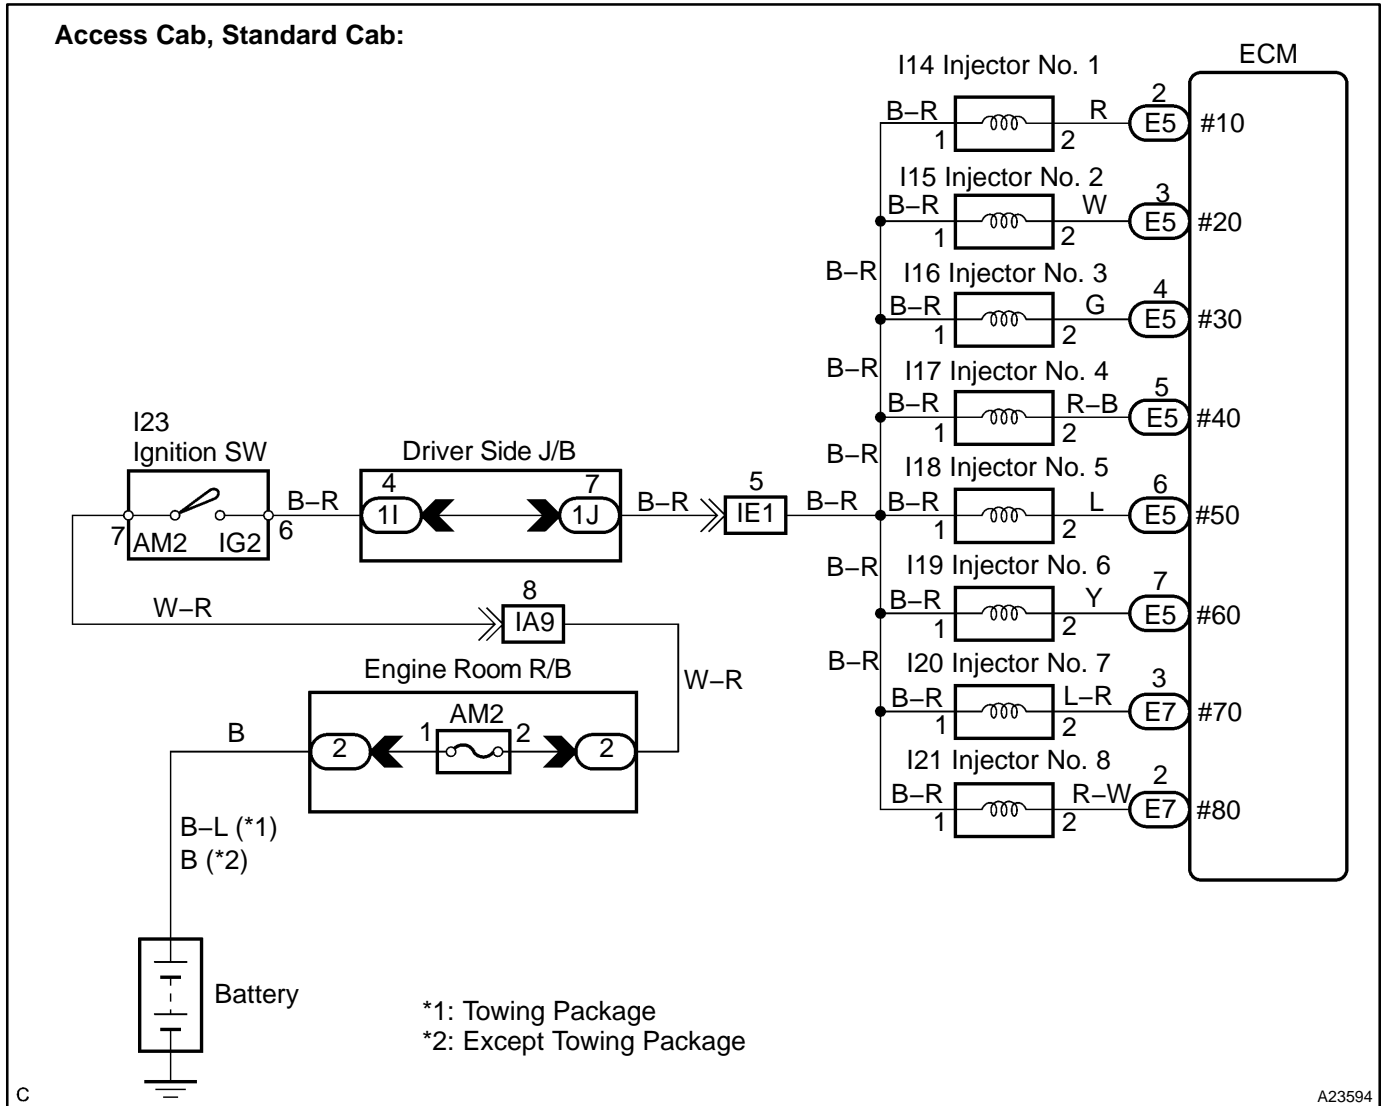 Access Cab, Standard Cab:
ECM
I14 Injector No. 1
B–R
1
2
R
2
E5
#10
I15 Injector No. 2
B–R
1
2
W
3
E5
#20
B–R
I16 Injector No. 3
B–R
1
2
G
4
E5
#30
B–R
I17 Injector No. 4
B–R
1
2
R–B
5
E5
#40
B–R
I18 Injector No. 5
B–R
1
2
L
6
E5
#50
B–R
I19 Injector No. 6
B–R
1
2
Y
7
E5
#60
B–R
I20 Injector No. 7
B–R
1
2
L–R
3
E7
#70
I21 Injector No. 8
B–R
1
2
R–W
2
E7
#80
I23
Ignition SW
7
AM2
IG2
6
B–R
Driver Side J/B
4
1I
7
1J
B–R
5
IE1
B–R
W–R
8
IA9
W–R
Engine Room R/B
B
2
1
AM2
2
2
B–L (*1)
B (*2)
Battery
*1: Towing Package
*2: Except Towing Package
C
A23594